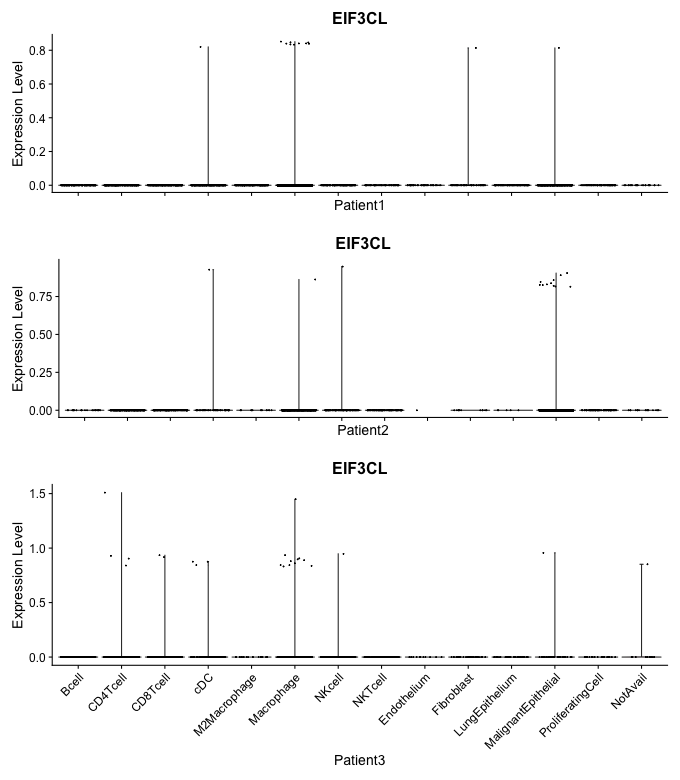 EIF3CL
Expression Level
0.8
0.6
0.4
0.2
0.0
Patient1
EIF3CL
Expression Level
0.75
0.50
0.25
0.00
Patient2
EIF3CL
Expression Level
1.5
1.0
0.5
0.0
Bcell
CD4Tcell
CD8Tcell
cDC
M2Macrophage
Macrophage
NKcell
NKTcell
Endothelium
Fibroblast
LungEpithelium
MalignantEpithelial
ProliferatingCell
NotAvail
Patient3